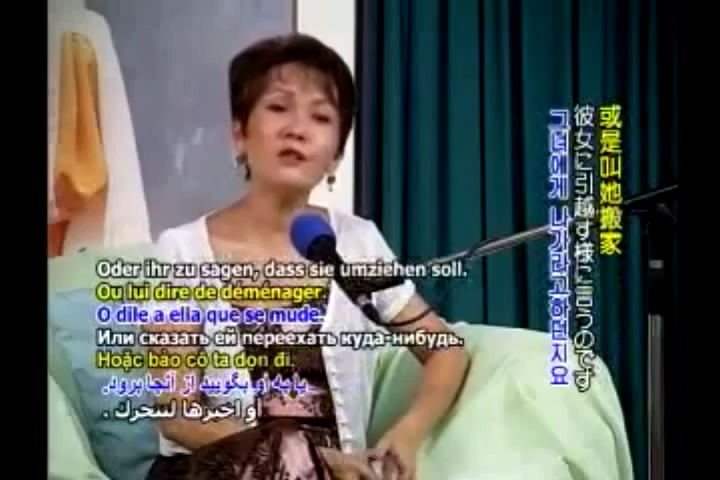 Oder ihr zu sagen, dass sie umziehen soll.
Ou lui dire de déménager.
O dile a ella que se mude.
Или сказать ей переехать куда-нибудь.
Hoặc bảo cô ta dọn đi.
یا به او بگویید از آنجا برود.
او اخبرها لتتحرك .
或是叫她搬家
彼女に引越す様に言うのです
그녀에게 나가라고하던지요